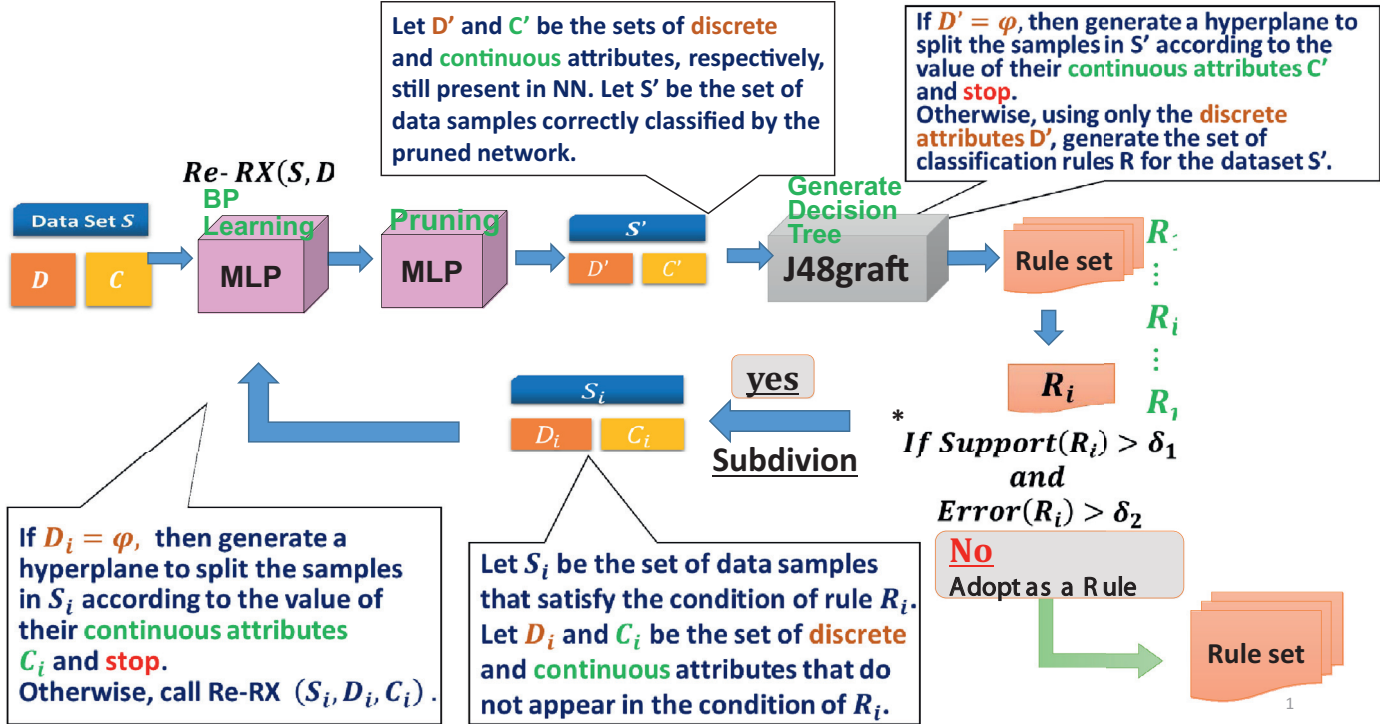 Let D’ and C’ be the sets of discrete
and continuous attributes, respectively,
still present in NN. Let S’ be the set of
data samples correctly classified by the
pruned network.
If D' = φ, then generate a hyperplane to
split the samples in S’ according to the
value of their continuous attributes C’
and stop.
Otherwise, using only the discrete
attributes D’, generate the set of
classification rules R for the dataset S’.
Re-RX(S, D
Data Set S
D
C
BP
Learning
MLP
Pruning
MLP
S'
D'
C'
Generate
Decision
Tree
J48graft
Rule set
R
⋮
R_i
⋮
R
R_i
*
If Support(R_i) > δ_1
and
Error(R_i) > δ_2
yes
Subdivion
S_i
D_i
C_i
No
Adopt as a Rule
Rule set
If D_i = φ, then generate a
hyperplane to split the samples
in S_i according to the value of
their continuous attributes
C_i and stop.
Otherwise, call Re-RX (S_i, D_i, C_i) .
Let S_i be the set of data samples
that satisfy the condition of rule R_i.
Let D_i and C_i be the set of discrete
and continuous attributes that do
not appear in the condition of R_i.
1